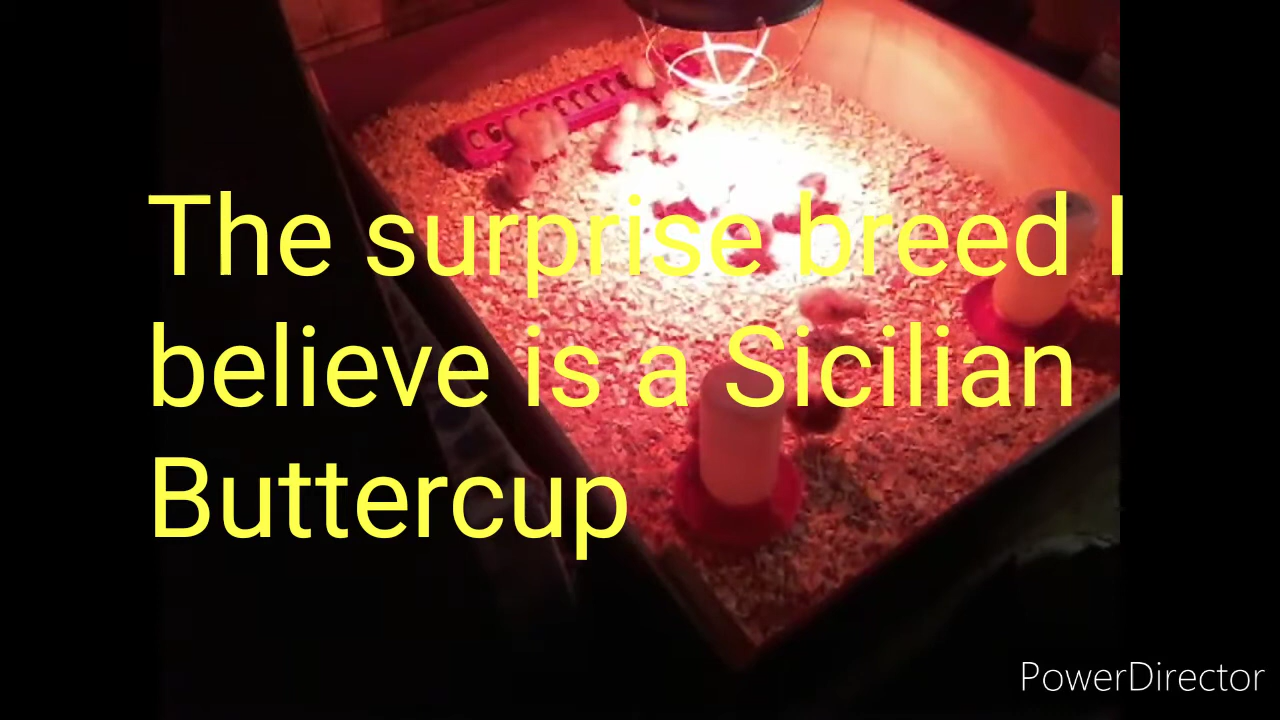 The surprise breed I
believe is a Sicilian
Buttercup
PowerDirector